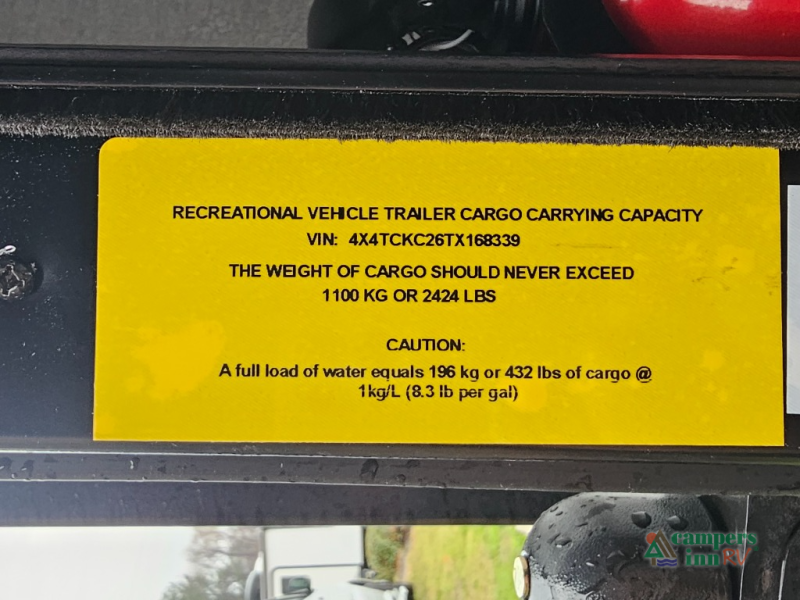 RECREATIONAL VEHICLE TRAILER CARGO CARRYING CAPACITY
VIN: 4X4TCKC26TX168339
THE WEIGHT OF CARGO SHOULD NEVER EXCEED
1100 KG OR 2424 LBS
CAUTION:
A full load of water equals 196 kg or 432 lbs of cargo @
1kg/L (8.3 lb per gal)
campers
inn RV